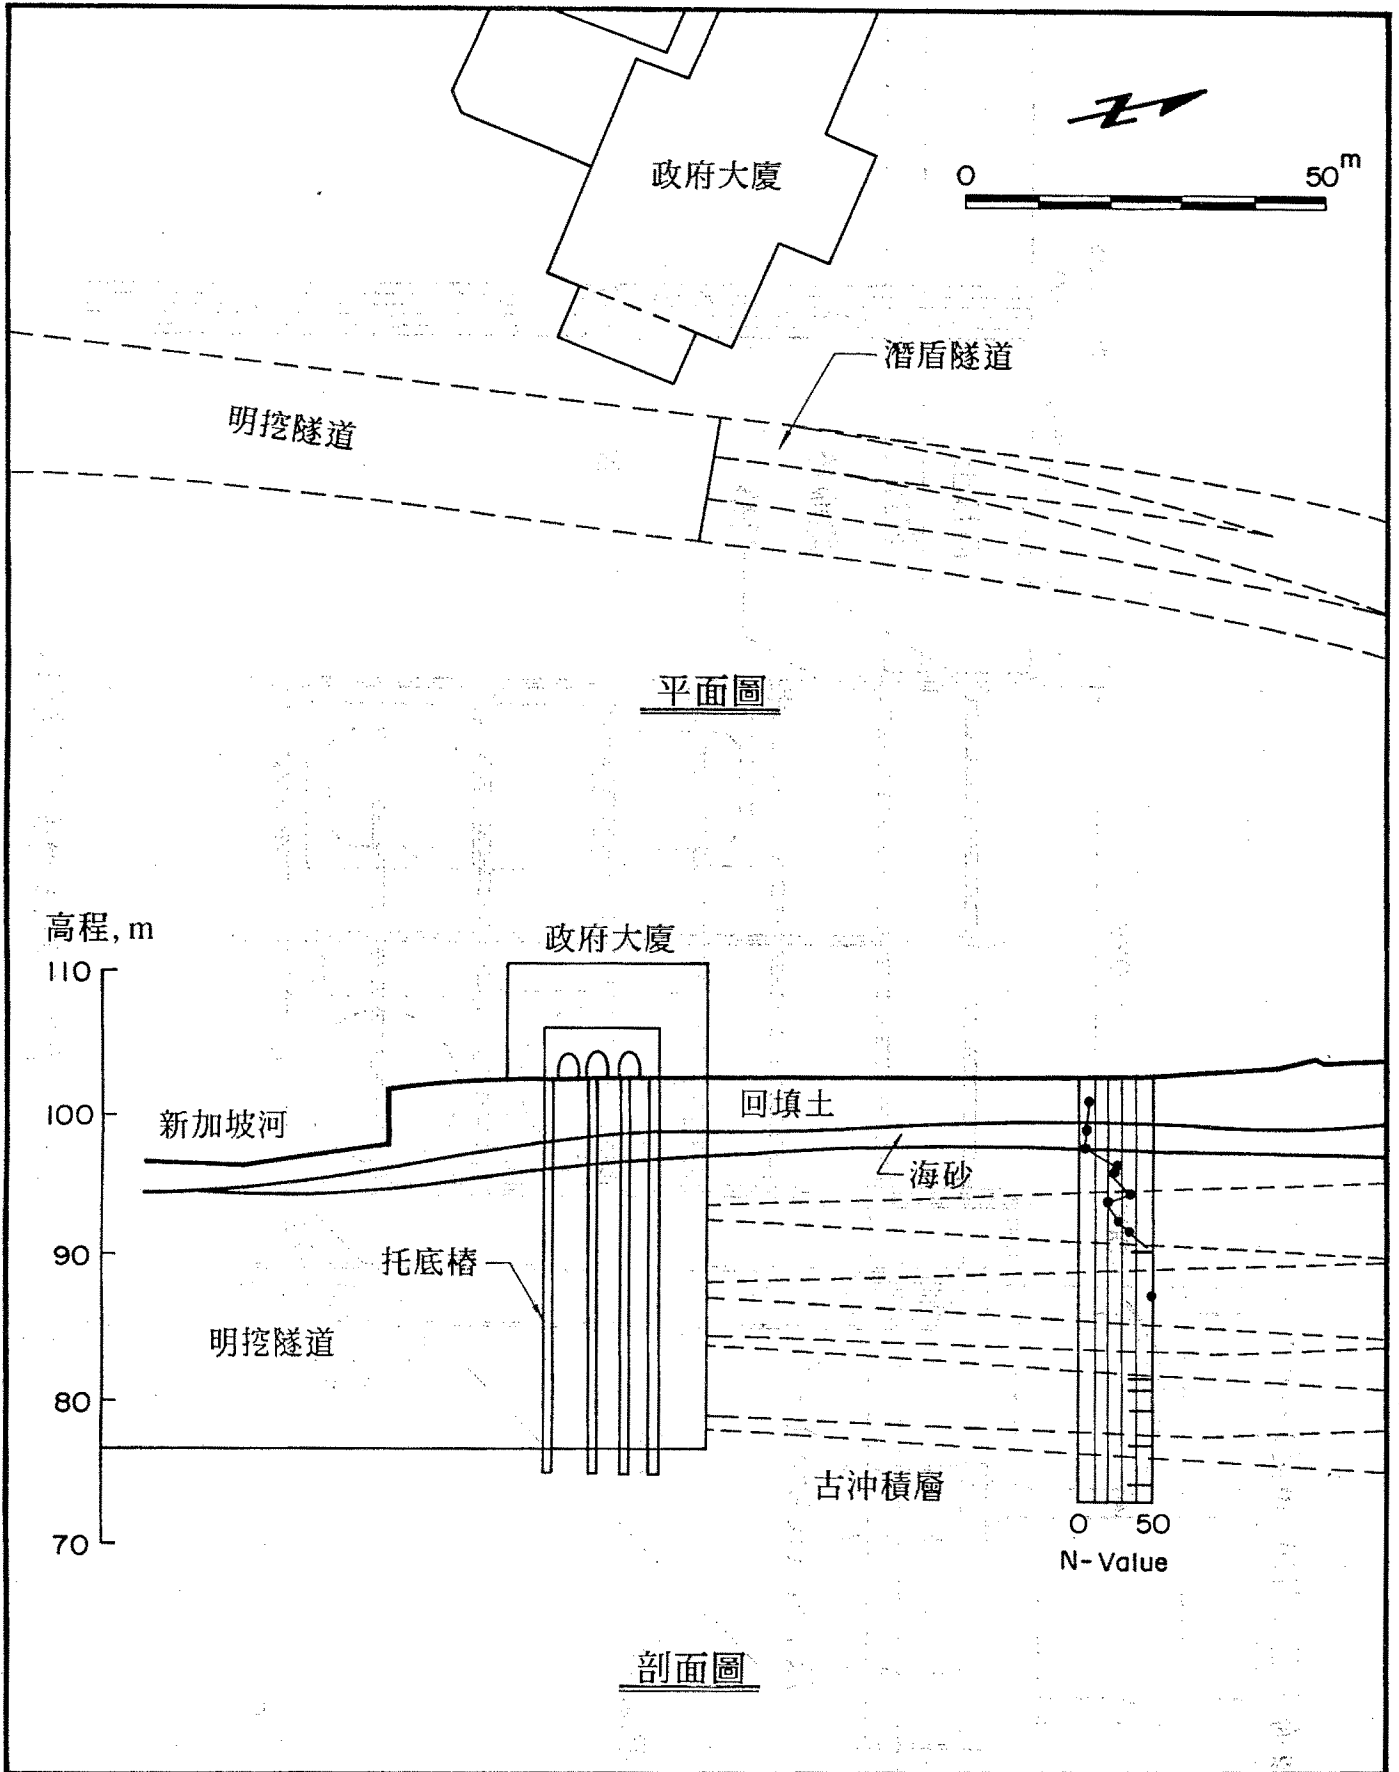 政府大廈
0 50m
潛盾隧道
明挖隧道
平面圖
高程, m
政府大廈
110
100
90
80
70
新加坡河
回填土
海砂
托底樁
明挖隧道
古沖積層
0 50
N-Value
剖面圖